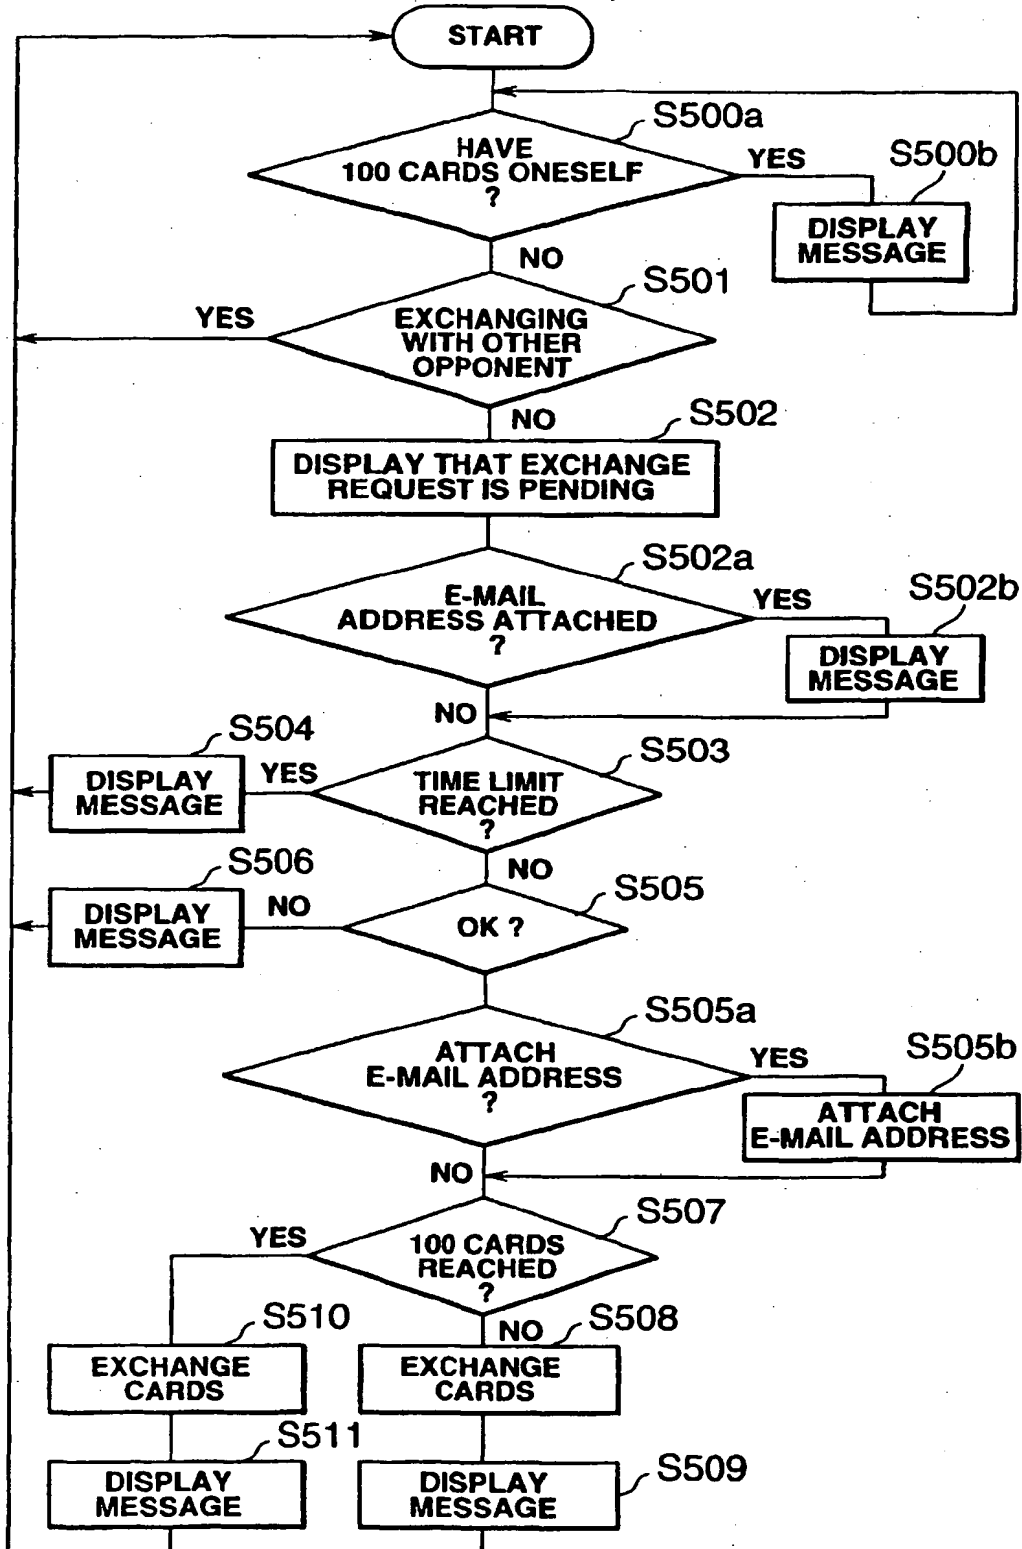 START
S500a
HAVE
100 CARDS ONESELF
?
YES
S500b
DISPLAY
MESSAGE
NO
S501
YES
EXCHANGING
WITH OTHER
OPPONENT
NO
S502
DISPLAY THAT EXCHANGE
REQUEST IS PENDING
S502a
E-MAIL
ADDRESS ATTACHED
?
YES
S502b
DISPLAY
MESSAGE
NO
S504
DISPLAY
MESSAGE
YES
S503
TIME LIMIT
REACHED
?
NO
S506
DISPLAY
MESSAGE
NO
S505
OK ?
S505a
ATTACH
E-MAIL ADDRESS
?
YES
S505b
ATTACH
E-MAIL ADDRESS
NO
S507
YES
100 CARDS
REACHED
?
S510
NO
S508
EXCHANGE
CARDS
EXCHANGE
CARDS
S511
DISPLAY
MESSAGE
DISPLAY
MESSAGE
S509